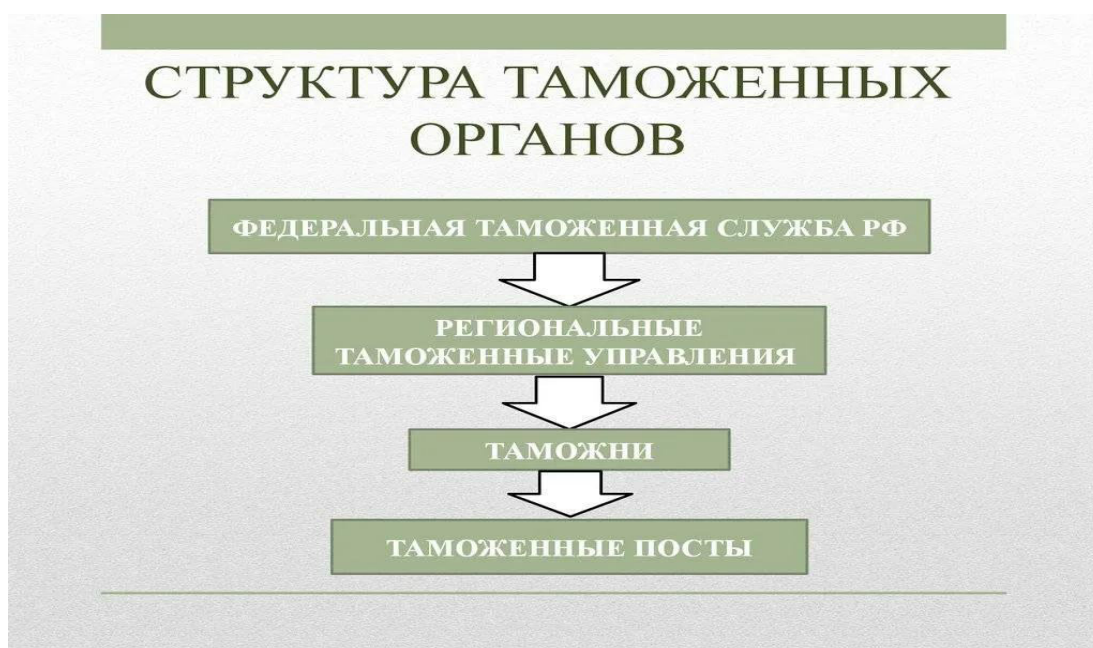 СТРУКТУРА ТАМОЖЕННЫХ
ОРГАНОВ
ФЕДЕРАЛЬНАЯ ТАМОЖЕННАЯ СЛУЖБА РФ
РЕГИОНАЛЬНЫЕ
ТАМОЖЕННЫЕ УПРАВЛЕНИЯ
ТАМОЖНИ
ТАМОЖЕННЫЕ ПОСТЫ